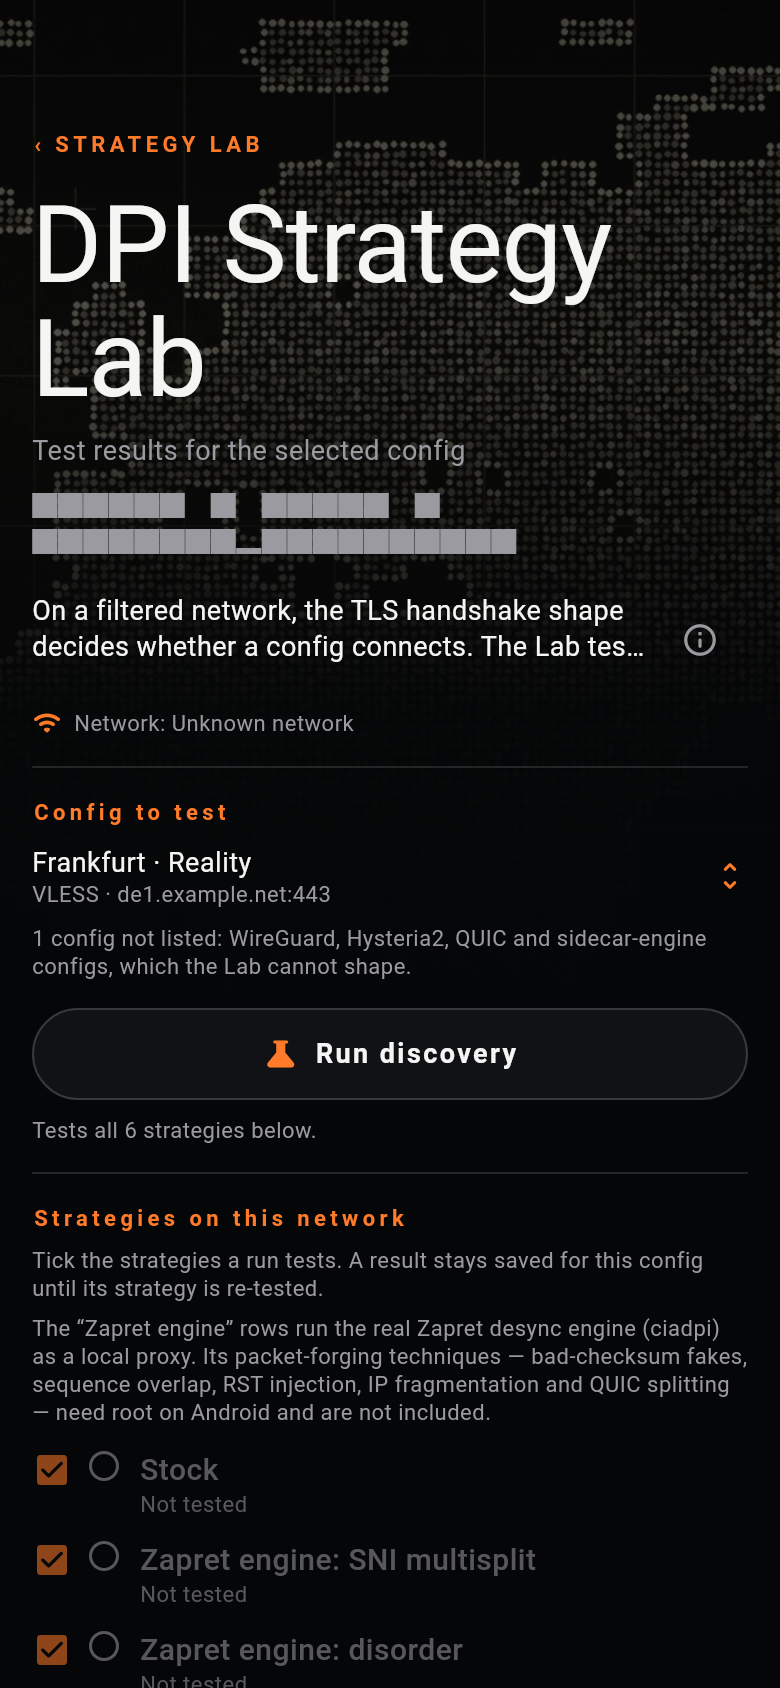 ‹ STRATEGY LAB
DPI Strategy
Lab
Test results for the selected config
On a filtered network, the TLS handshake shape
decides whether a config connects. The Lab tes…
Network: Unknown network
Config to test
Frankfurt · Reality
VLESS · de1.example.net:443
1 config not listed: WireGuard, Hysteria2, QUIC and sidecar-engine
configs, which the Lab cannot shape.
Run discovery
Tests all 6 strategies below.
Strategies on this network
Tick the strategies a run tests. A result stays saved for this config
until its strategy is re-tested.
The “Zapret engine” rows run the real Zapret desync engine (ciadpi)
as a local proxy. Its packet-forging techniques — bad-checksum fakes,
sequence overlap, RST injection, IP fragmentation and QUIC splitting
— need root on Android and are not included.
Stock
Not tested
Zapret engine: SNI multisplit
Not tested
Zapret engine: disorder
Not tested